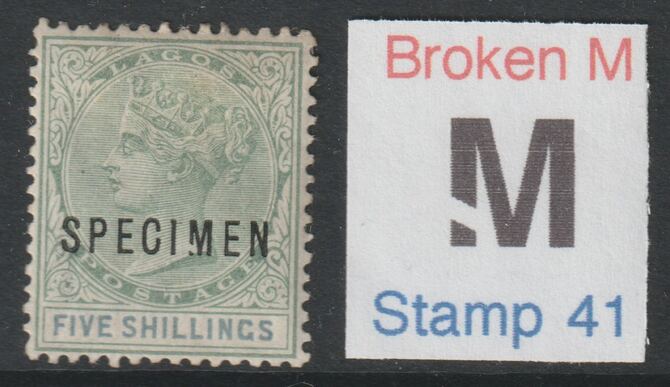 LAGOS
SPECIMEN
POSTAGE
FIVE SHILLINGS
Broken M
M
Stamp 41